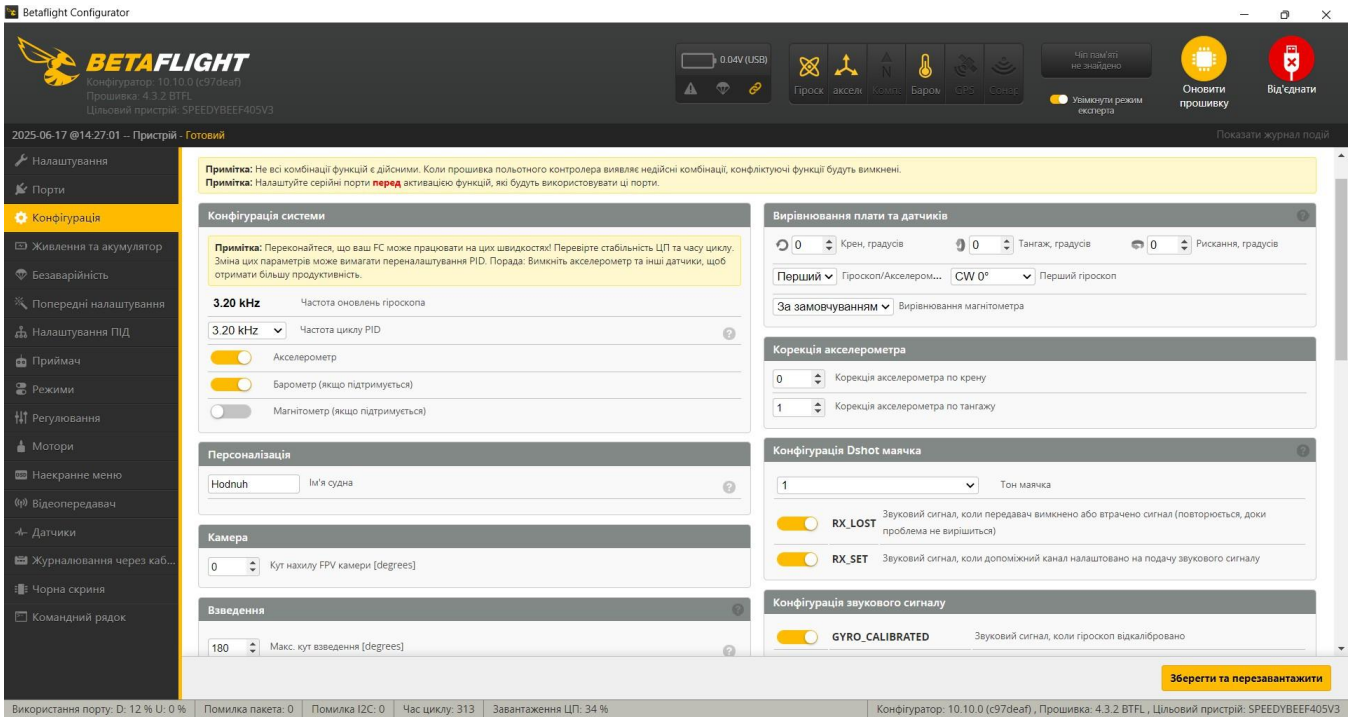 Betaflight Configurator
BETAFLIGHT
Конфігуратор: 10.10.0 (c97deaf)
Прошивка: 4.3.2 BTFL
Цільовий пристрій: SPEEDYBEEF405V3
0.04V (USB)
Гіроск
акселе
Комп:
Баром
GPS
Сонар
Чіп пам'яті
не знайдено
Увімкнути режим
експерта
Оновити
прошивку
Від'єднати
2025-06-17 @14:27:01 -- Пристрій - Готовий
Показати журнал подій
Налаштування
Порти
Конфігурація
Живлення та акумулятор
Безаварійність
Попередні налаштування
Налаштування ПІД
Приймач
Режими
Регулювання
Мотори
Наекранне меню
Відеопередавач
Датчики
Журналювання через каб...
Чорна скриня
Командний рядок
Примітка: Не всі комбінації функцій є дійсними. Коли прошивка польотного контролера виявляє недійсні комбінації, конфліктуючі функції будуть вимкнені.
Примітка: Налаштуйте серійні порти перед активацією функцій, які будуть використовувати ці порти.
Конфігурація системи
Примітка: Переконайтеся, що ваш FC може працювати на цих швидкостях! Перевірте стабільність ЦП та часу циклу.
Зміна цих параметрів може вимагати переналаштування PID. Порада: Вимкніть акселерометр та інші датчики, щоб
отримати більшу продуктивність.
3.20 kHz Частота оновлень гіроскопа
3.20 kHz Частота циклу PID
Акселерометр
Барометр (якщо підтримується)
Магнітометр (якщо підтримується)
Персоналізація
Hodnuh Ім'я судна
Камера
0 Кут нахилу FPV камери [degrees]
Взведення
180 Макс. кут взведення [degrees]
Вирівнювання плати та датчиків
0 Крен, градусів 0 Тангаж, градусів 0 Рискання, градусів
Перший Гіроскоп/Акселером... CW 0° Перший гіроскоп
За замовчуванням Вирівнювання магнітометра
Корекція акселерометра
0 Корекція акселерометра по крену
1 Корекція акселерометра по тангажу
Конфігурація Dshot маячка
1 Тон маячка
RX_LOST Звуковий сигнал, коли передавач вимкнено або втрачено сигнал (повторюється, доки
проблема не вирішиться)
RX_SET Звуковий сигнал, коли допоміжний канал налаштовано на подачу звукового сигналу
Конфігурація звукового сигналу
GYRO_CALIBRATED Звуковий сигнал, коли гіроскоп відкалібровано
Зберегти та перезавантажити
Використання порту: D: 12 % U: 0 % Помилка пакета: 0 Помилка I2C: 0 Час циклу: 313 Завантаження ЦП: 34 % Конфігуратор: 10.10.0 (c97deaf) , Прошивка: 4.3.2 BTFL , Цільовий пристрій: SPEEDYBEEF405V3